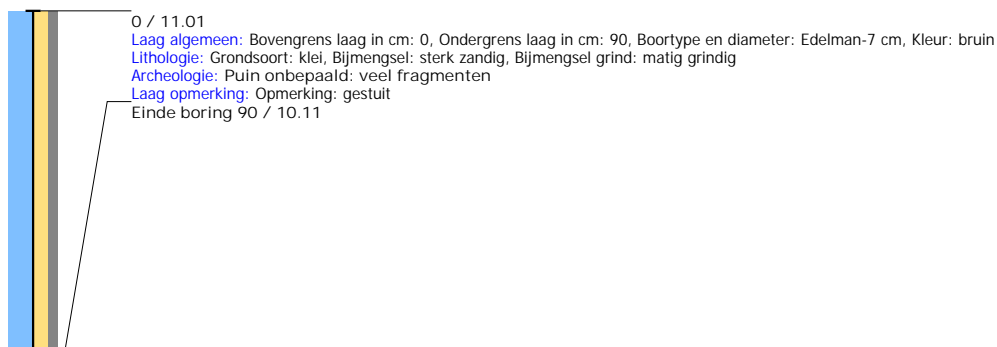 0 / 11.01
Laag algemeen: Bovengrens laag in cm: 0, Ondergrens laag in cm: 90, Boortype en diameter: Edelman-7 cm, Kleur: bruin
Lithologie: Grondsoort: klei, Bijmengsel: sterk zandig, Bijmengsel grind: matig grindig
Archeologie: Puin onbepaald: veel fragmenten
Laag opmerking: Opmerking: gestuit
Einde boring 90 / 10.11